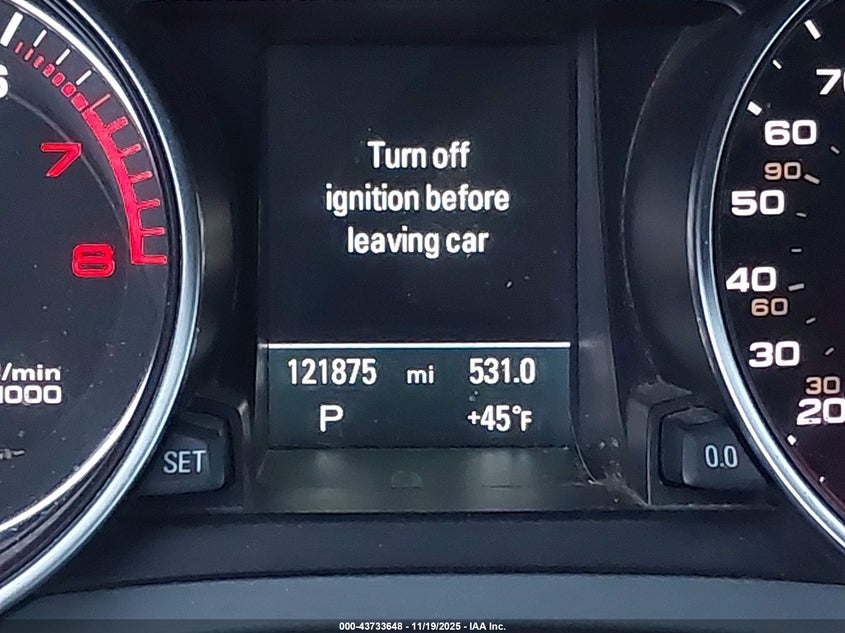 6
7
8
/min
1000
Turn off
ignition before
leaving car
121875 mi 531.0
P +45°F
SET
0.0
70
60
90
50
40
60
30
30
20
000-43733648 - 11/19/2025 - IAA Inc.